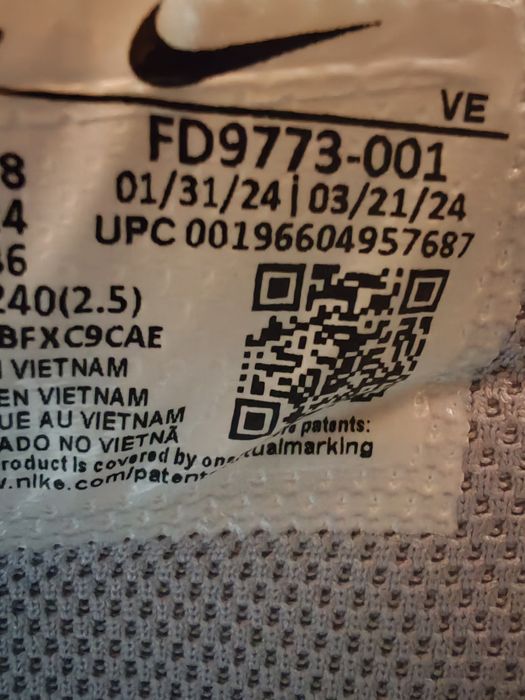 VE
FD9773-001
01/31/24 | 03/21/24
UPC 00196604957687
8
4
6
240(2.5)
BFXC9CAE
VIETNAM
EN VIETNAM
UE AU VIETNAM
ADO NO VIETNÃ
patents:
roduct is covered by one
ualmarking
.nike.com/patent